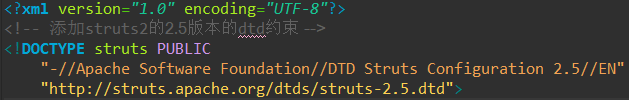 <?xml version="1.0" encoding="UTF-8"?>
<!-- 添加struts2的2.5版本的dtd约束 -->
<!DOCTYPE struts PUBLIC
"-//Apache Software Foundation//DTD Struts Configuration 2.5//EN"
"http://struts.apache.org/dtds/struts-2.5.dtd">